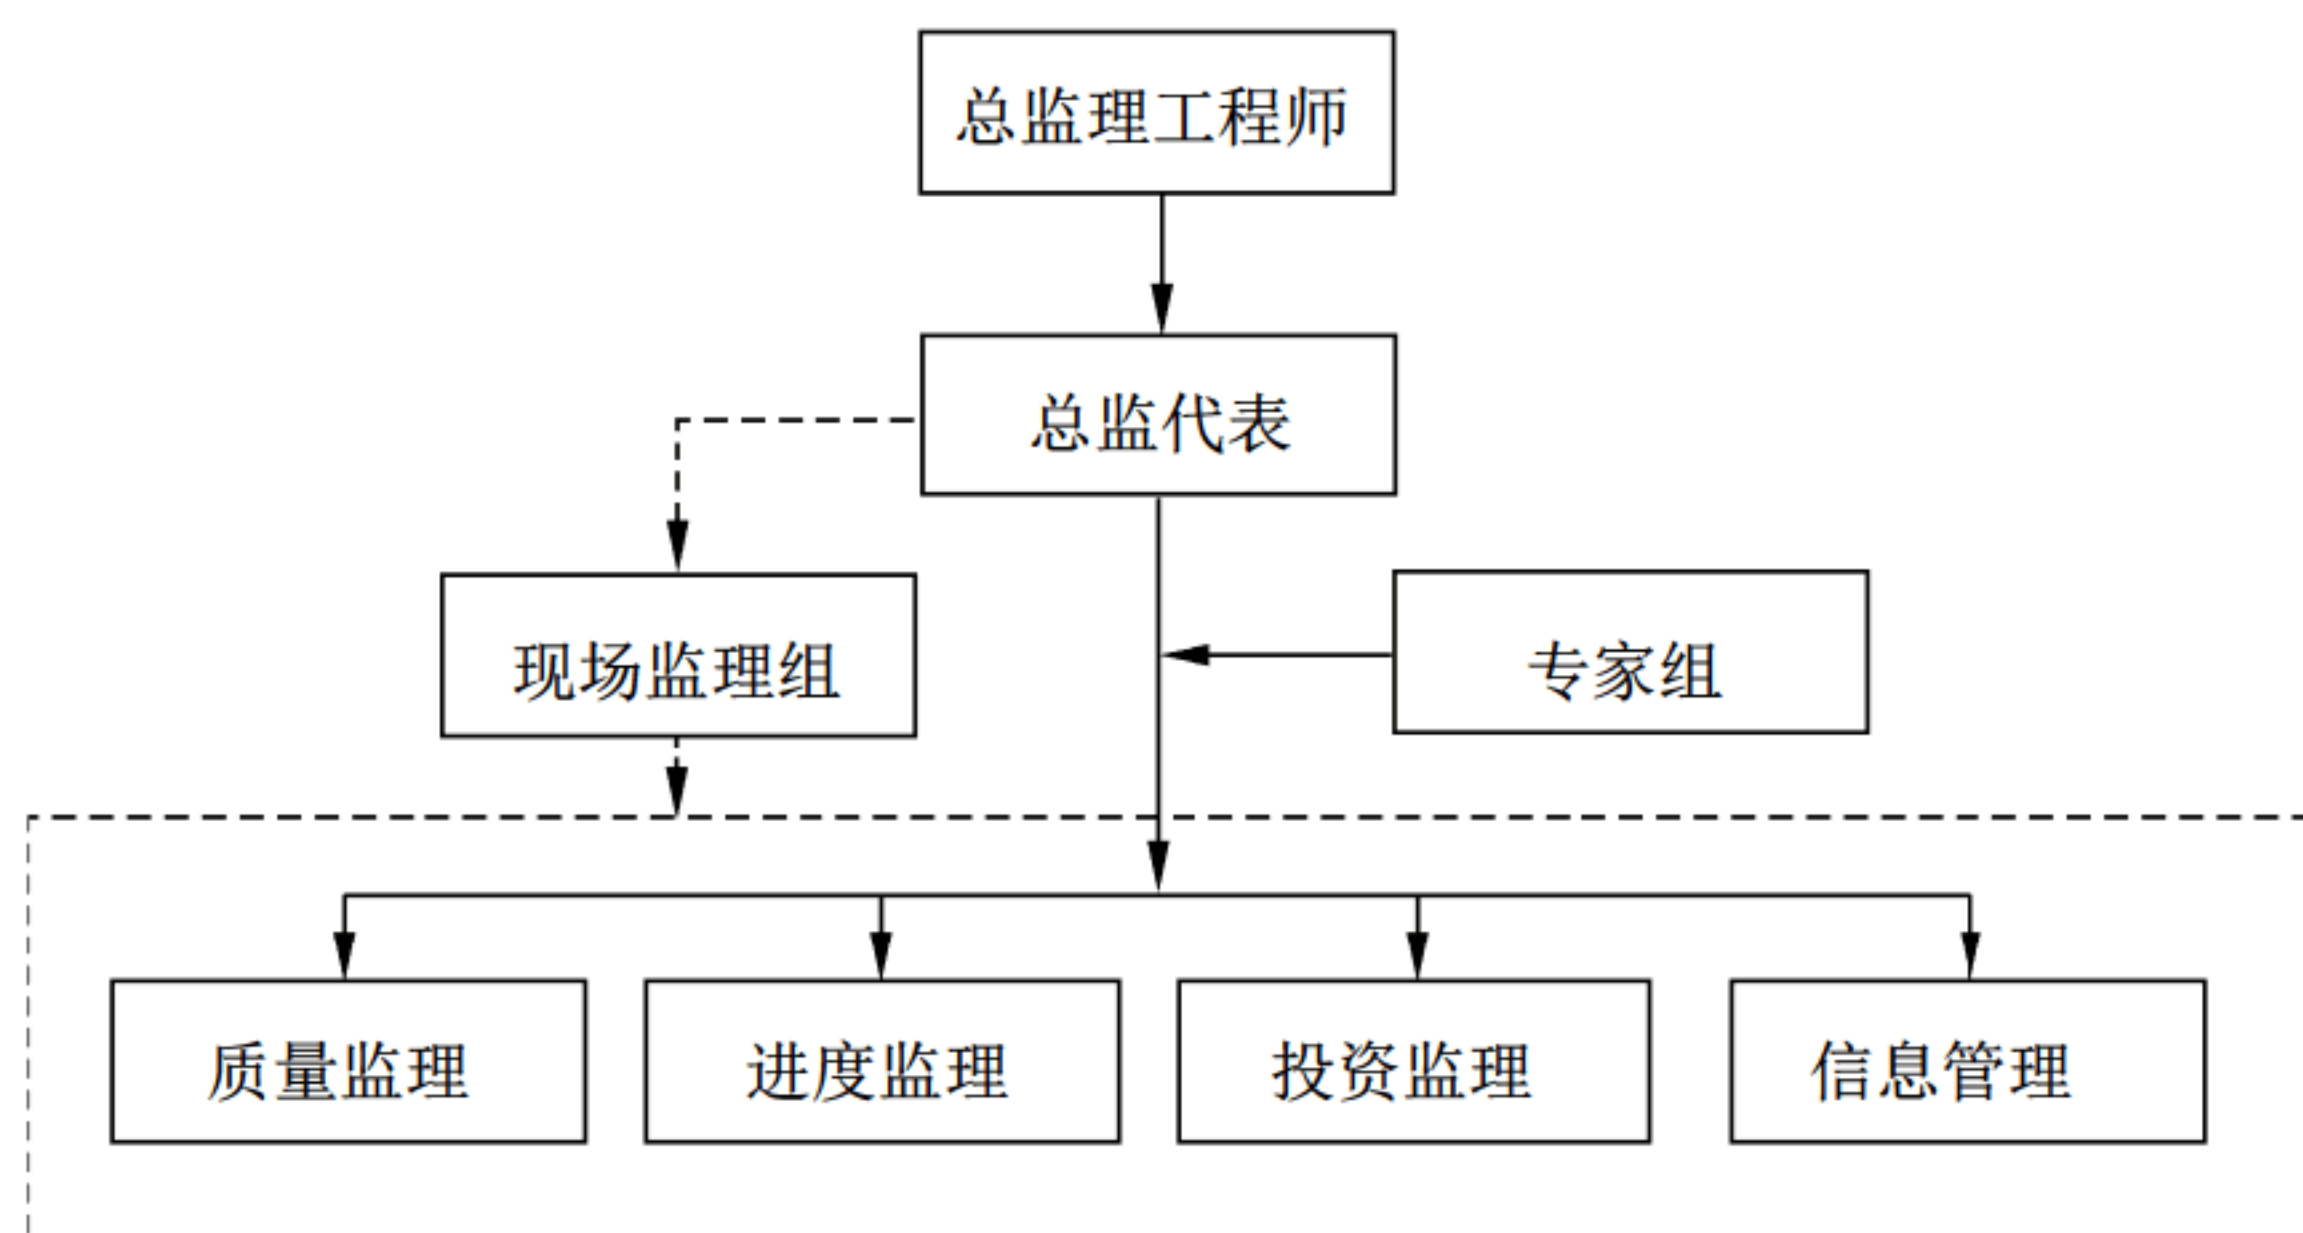 总监理工程师
总监代表
现场监理组
专家组
质量监理
进度监理
投资监理
信息管理